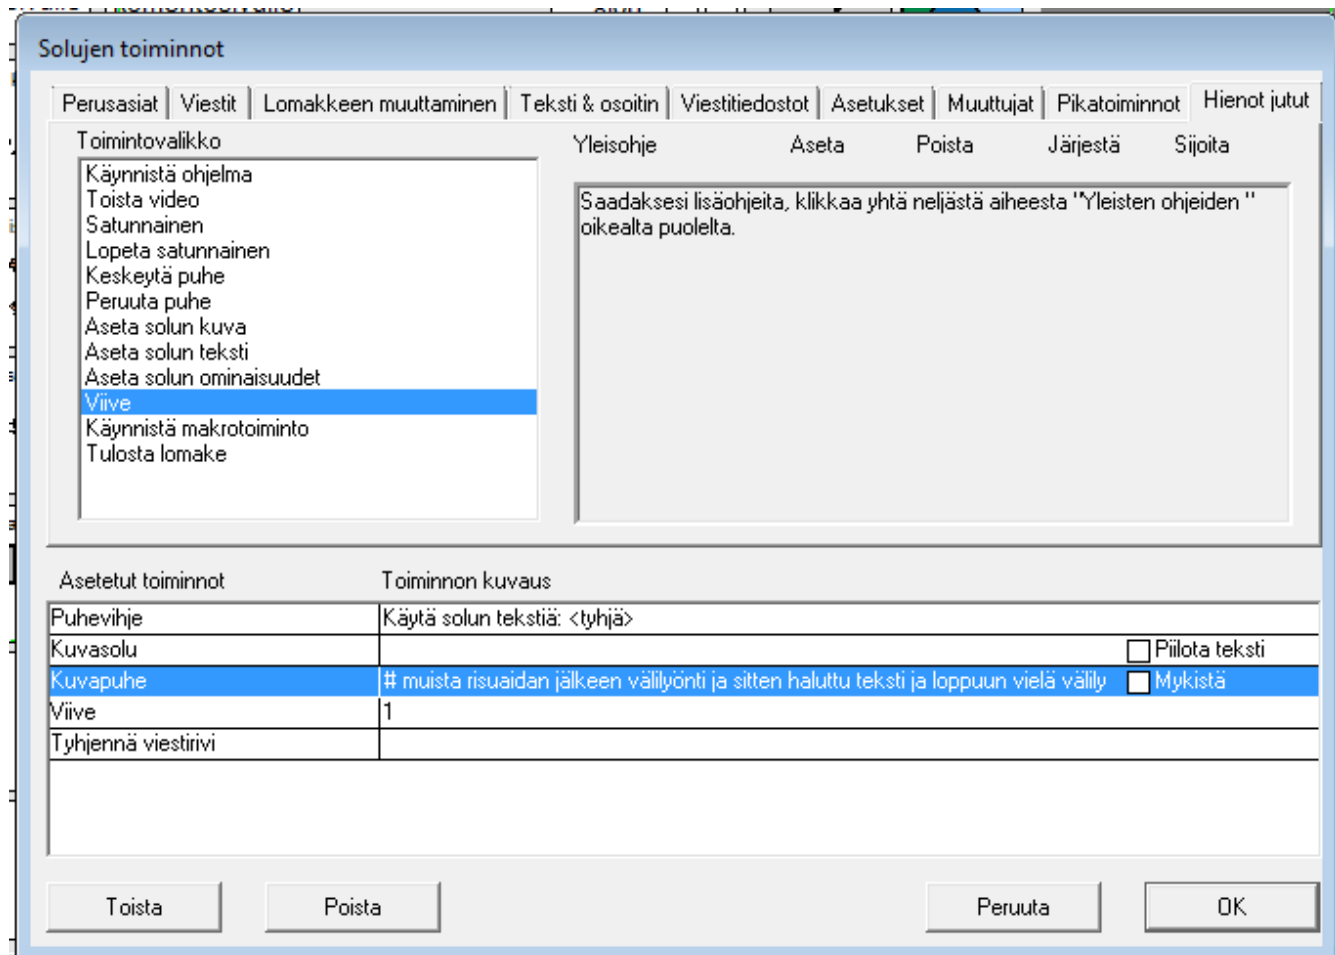 Solujen toiminnot
Perusasiat Viestit Lomakkeen muuttaminen Teksti & osoitin Viestitiedostot Asetukset Muuttujat Pikatoiminnot Hienot jutut
Toimintovalikko
Käynnistä ohjelma
Toista video
Satunnainen
Lopeta satunnainen
Keskeytä puhe
Peruuta puhe
Aseta solun kuva
Aseta solun teksti
Aseta solun ominaisuudet
Viive
Käynnistä makrotoiminto
Tulosta lomake
Yleisohje Aseta Poista Järjestä Sijoita
Saadaksesi lisäohjeita, klikkaa yhtä neljästä aiheesta "Yleisten ohjeiden "
oikealta puolelta.
Asetetut toiminnot Toiminnon kuvaus
Puhevihje Käytä solun tekstiä: <tyhjä>
Kuvasolu Piilota teksti
Kuvapuhe # muista risuaidan jälkeen välilyönti ja sitten haluttu teksti ja loppuun vielä välily Mykistä
Viive 1
Tyhjennä viestirivi
Toista Poista Peruuta OK